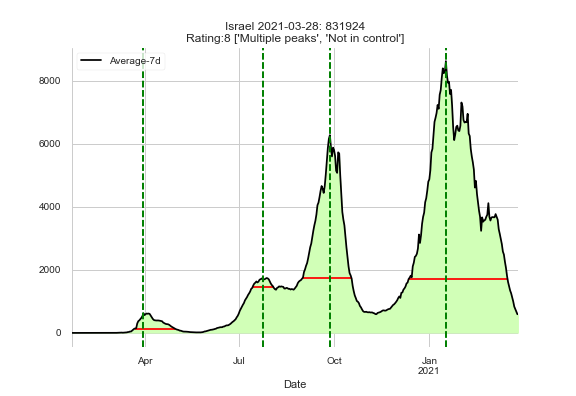 Israel 2021-03-28: 831924
Rating:8 ['Multiple peaks', 'Not in control']
Average-7d
8000
6000
4000
2000
0
Apr
Jul
Oct
Jan
2021
Date